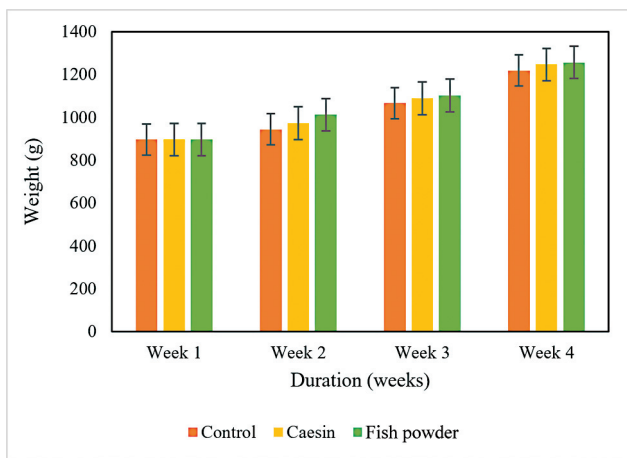 1400
1200
1000
800
600
400
200
0
Weight (g)
Week 1 Week 2 Week 3 Week 4
Duration (weeks)
Control Caesin Fish powder